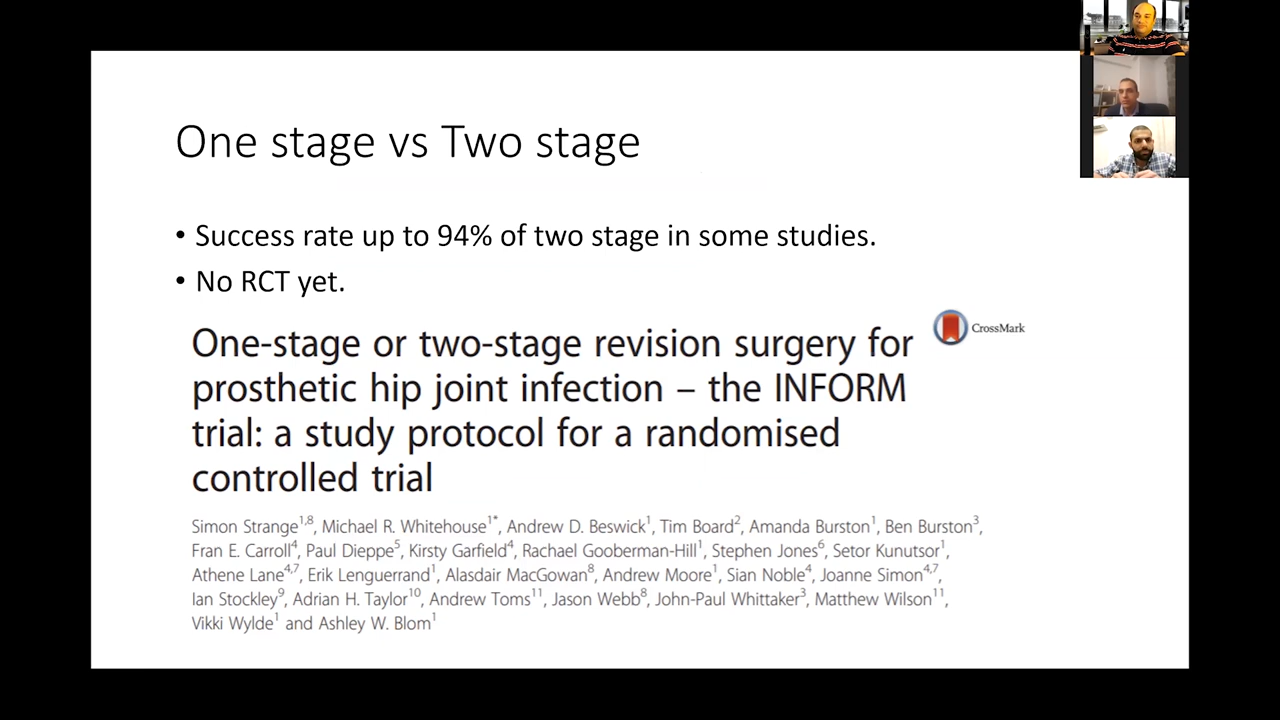 One stage vs Two stage
• Success rate up to 94% of two stage in some studies.
• No RCT yet.
CrossMark
One-stage or two-stage revision surgery for
prosthetic hip joint infection – the INFORM
trial: a study protocol for a randomised
controlled trial
Simon Strange1,8, Michael R. Whitehouse1*, Andrew D. Beswick1, Tim Board2, Amanda Burston1, Ben Burston3,
Fran E. Carroll4, Paul Dieppe5, Kirsty Garfield4, Rachael Gooberman-Hill1, Stephen Jones6, Setor Kunutsor1,
Athene Lane4,7, Erik Lenguerrand1, Alasdair MacGowan8, Andrew Moore1, Sian Noble4, Joanne Simon4,7,
Ian Stockley9, Adrian H. Taylor10, Andrew Toms11, Jason Webb8, John-Paul Whittaker3, Matthew Wilson11,
Vikki Wylde1 and Ashley W. Blom1